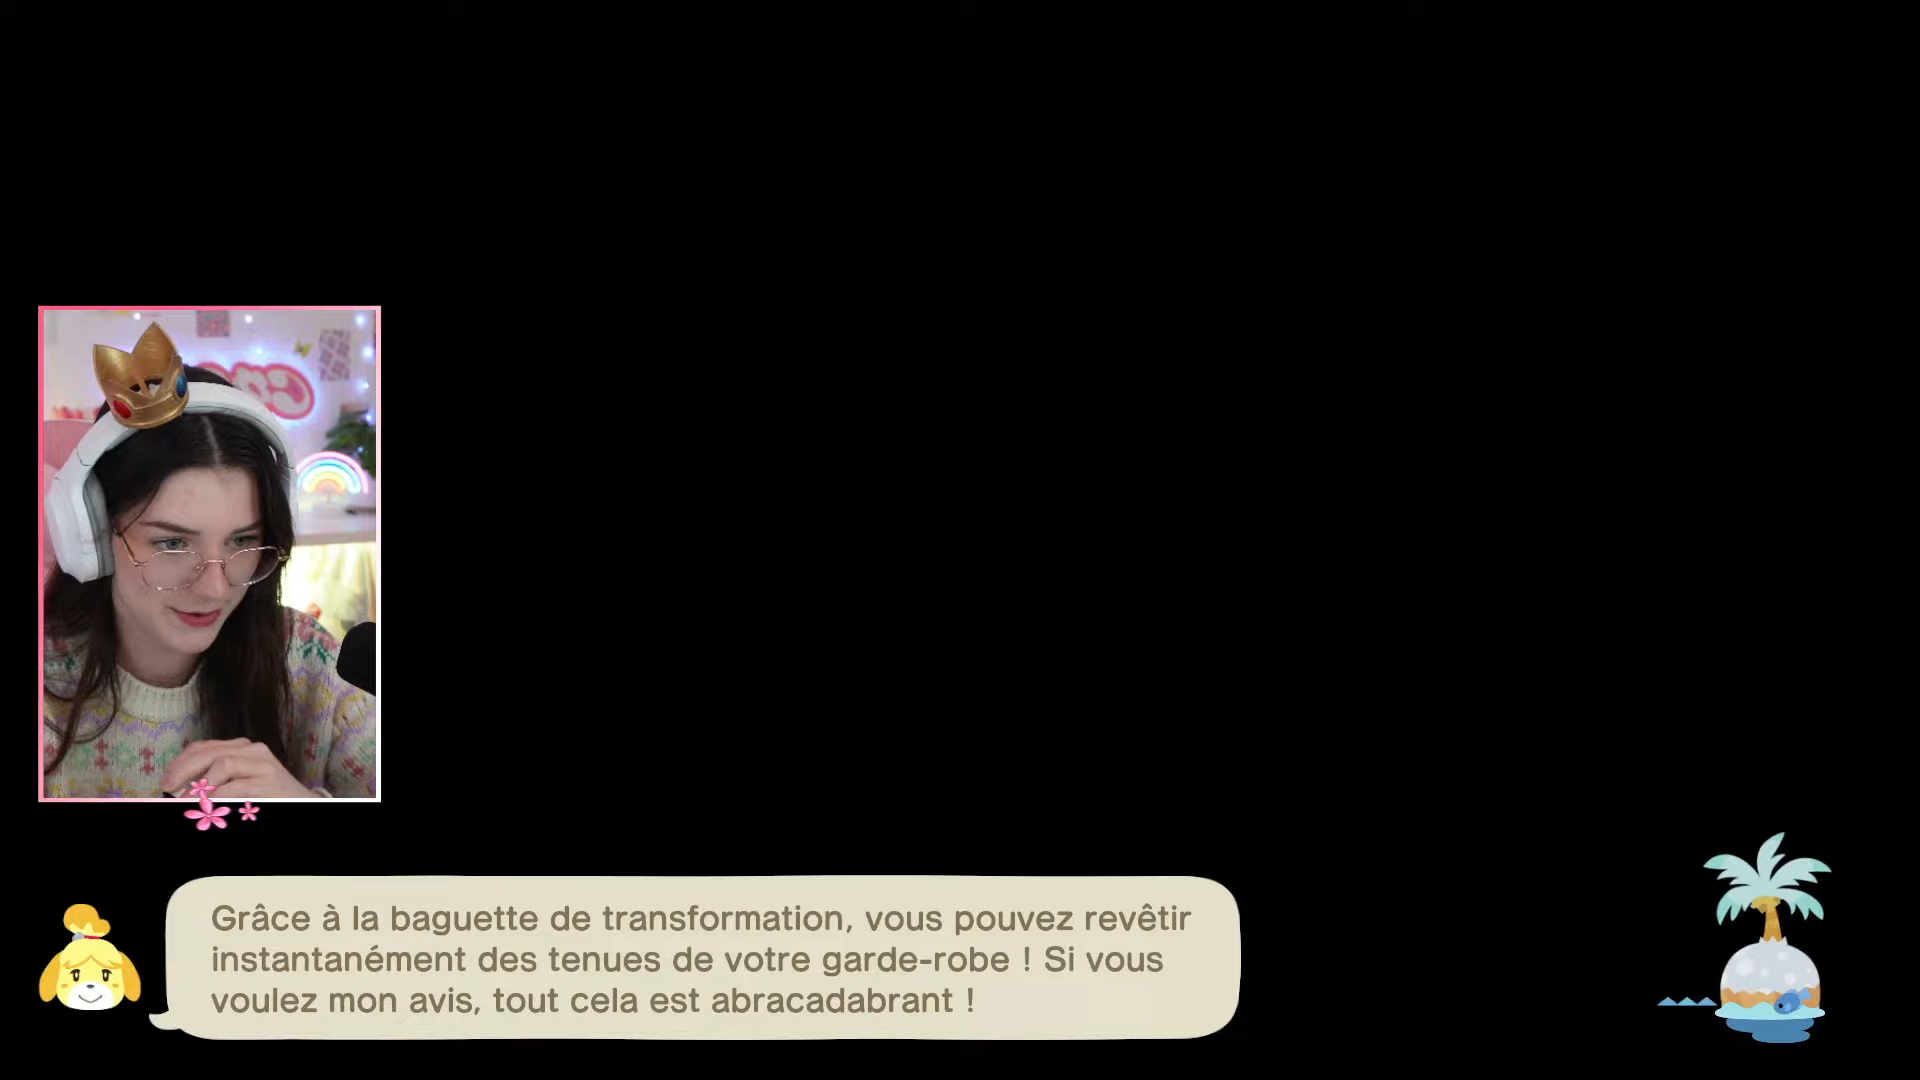 Grâce à la baguette de transformation, vous pouvez revêtir
instantanément des tenues de votre garde-robe ! Si vous
voulez mon avis, tout cela est abracadabrant !